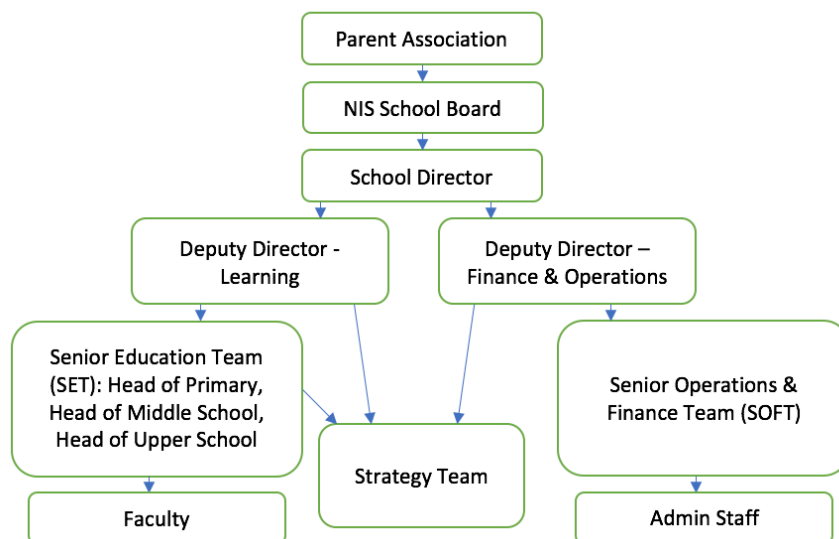 Parent Association
NIS School Board
School Director
Deputy Director -
Learning
Deputy Director –
Finance & Operations
Senior Education Team
(SET): Head of Primary,
Head of Middle School,
Head of Upper School
Strategy Team
Senior Operations &
Finance Team (SOFT)
Faculty
Admin Staff